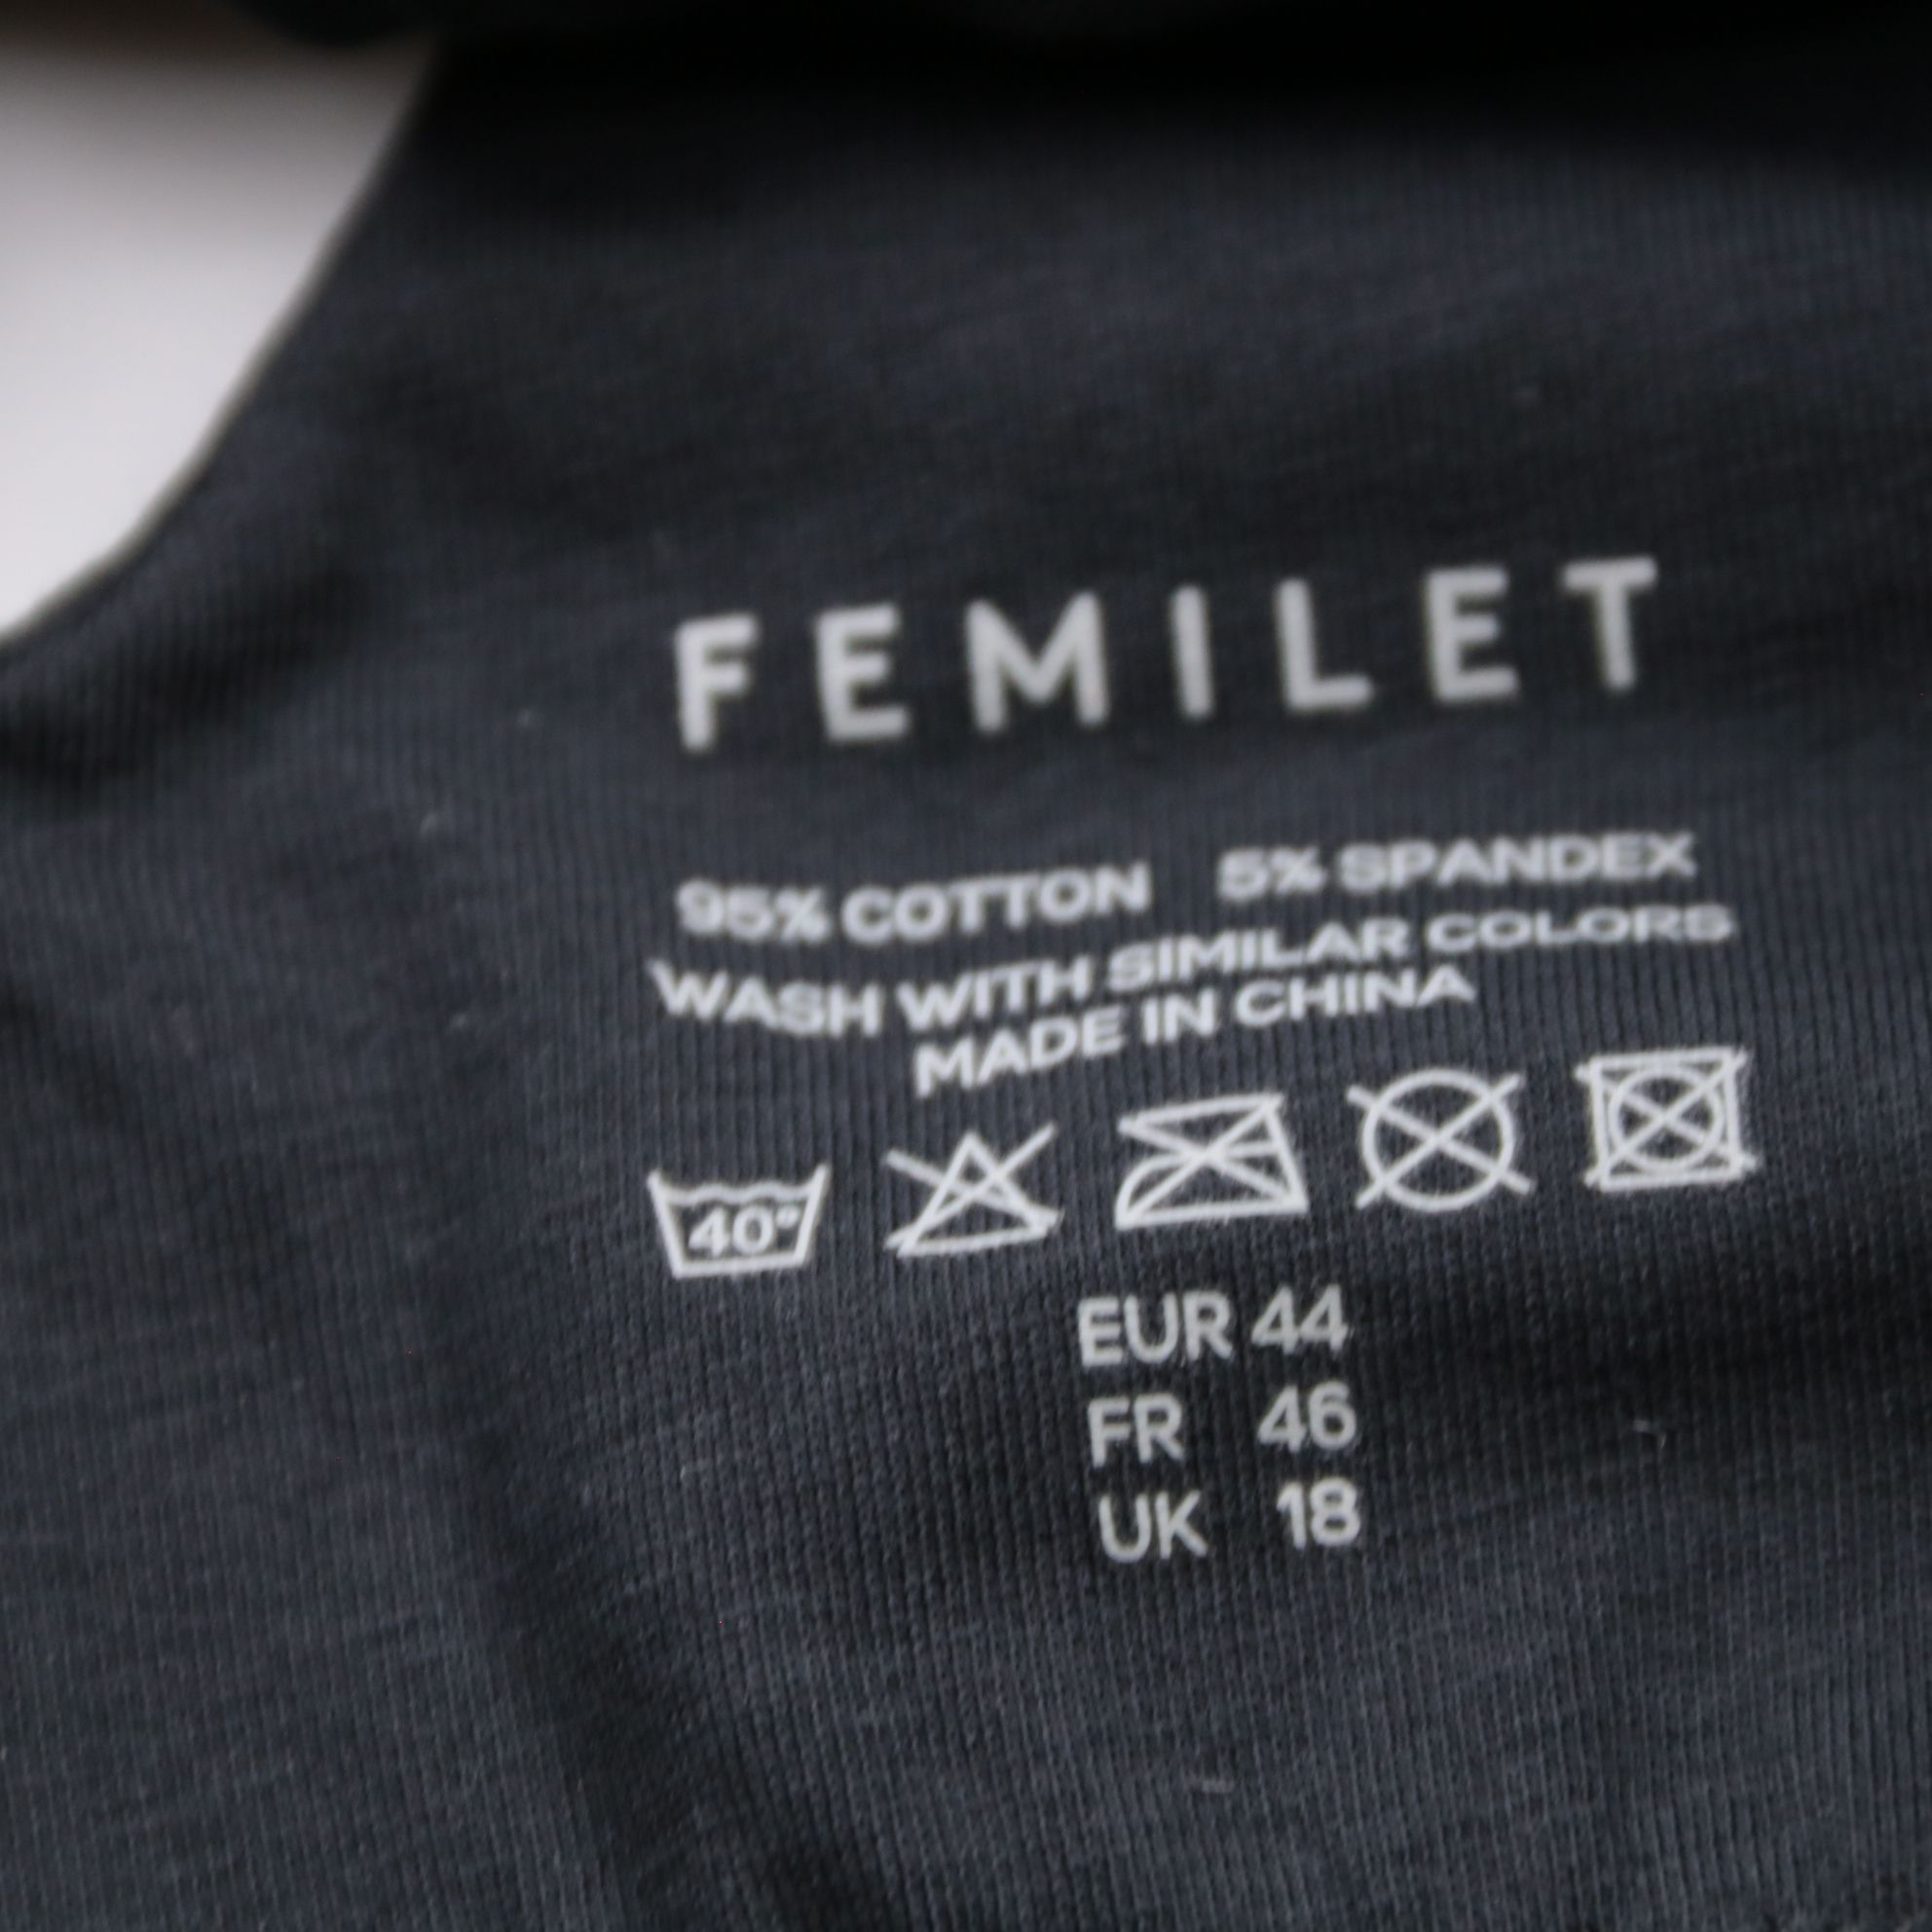 FEMILET
95% COTTON 5% SPANDEX
WASH WITH SIMILAR COLORS
MADE IN CHINA
40°
EUR 44
FR 46
UK 18